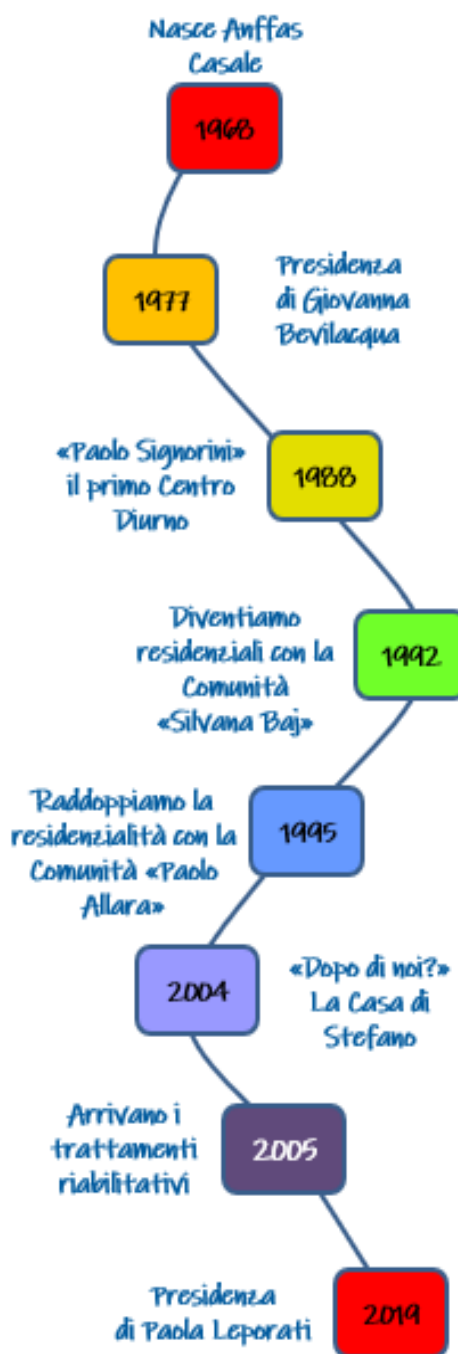 Nasce Anffas
Casale
1968
1977
Presidenza
di Giovanna
Bevilacqua
«Paolo Signorini»
il primo Centro
Diurno
1988
Diventiamo
residenziali con la
Comunità
«Silvana Baj»
1992
Raddoppiamo la
residenzialità con la
Comunità «Paolo
Allara»
1995
2004
«Dopo di noi?»
La Casa di
Stefano
Arrivano i
trattamenti
riabilitativi
2005
Presidenza
di Paola Leporati
2019